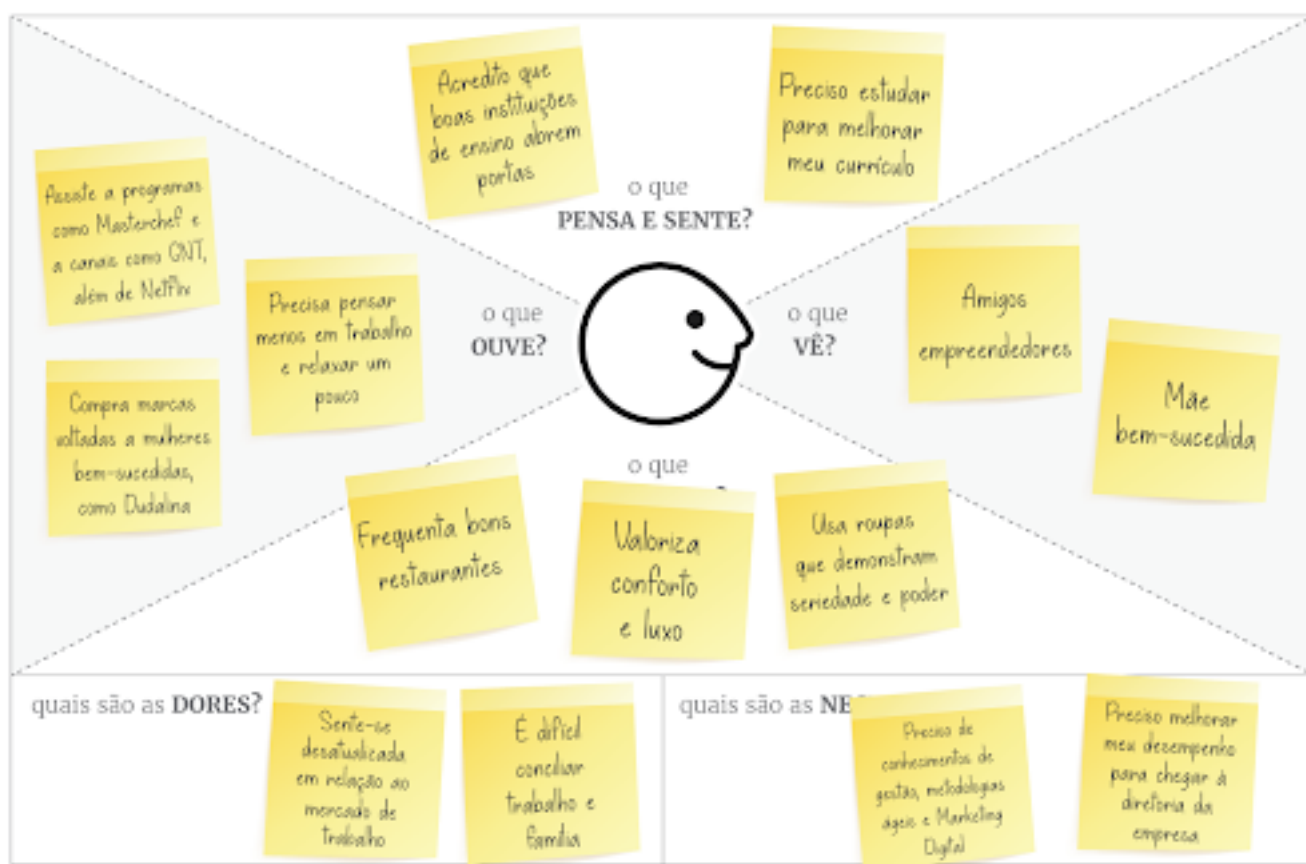 Acredito que
boas instituições
de ensino abrem
portas
Preciso estudar
para melhorar
meu currículo
o que
PENSA E SENTE?
Assiste a programas
como Masterchef e
a canais como GNT,
além de Netflix
Precisa pensar
menos em trabalho
e relaxar um
pouco
Compra marcas
voltadas a mulheres
bem-sucedidas,
como Dudalina
o que
OUVE?
o que
VÊ?
Amigos
empreendedores
Mãe
bem-sucedida
o que
Frequenta bons
restaurantes
Valoriza
conforto
e luxo
Usa roupas
que demonstram
seriedade e poder
quais são as DORES?
Sente-se
desatualizada
em relação ao
mercado de
trabalho
É difícil
conciliar
trabalho e
família
quais são as NE
Preciso de
conhecimentos de
gestão, metodologias
ágeis e Marketing
Digital
Preciso melhorar
meu desempenho
para chegar à
diretoria da
empresa